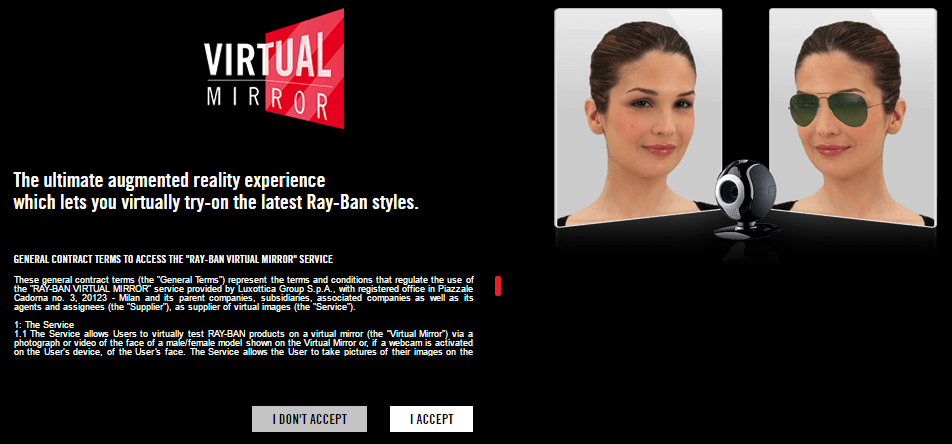 VIRTUAL
MIRROR
The ultimate augmented reality experience
which lets you virtually try-on the latest Ray-Ban styles.
GENERAL CONTRACT TERMS TO ACCESS THE "RAY-BAN VIRTUAL MIRROR" SERVICE
These general contract terms (the "General Terms") represent the terms and conditions that regulate the use of
the "RAY-BAN VIRTUAL MIRROR" service provided by Luxottica Group S.p.A., with registered office in Piazzale
Cadorna no. 3, 20123 - Milan and its parent companies, subsidiaries, associated companies as well as its
agents and assignees (the "Supplier"), as supplier of virtual images (the "Service").
1: The Service
1.1 The Service allows Users to virtually test RAY-BAN products on a virtual mirror (the "Virtual Mirror") via a
photograph or video of the face of a male/female model shown on the Virtual Mirror or, if a webcam is activated
on the User's device, of the User's face. The Service allows the User to take pictures of their images on the
I DON'T ACCEPT
I ACCEPT